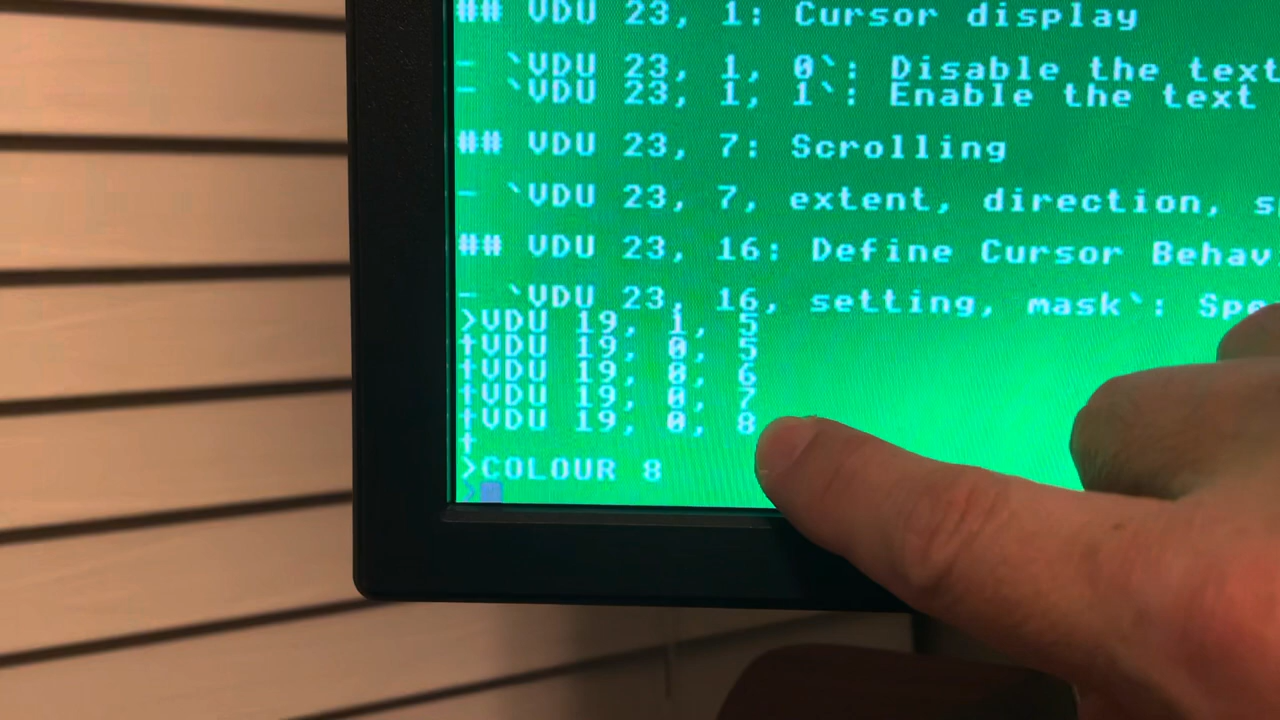 ## VDU 23, 1: Cursor display
- `VDU 23, 1, 0`: Disable the text
- `VDU 23, 1, 1`: Enable the text
## VDU 23, 7: Scrolling
- `VDU 23, 7, extent, direction, s
## VDU 23, 16: Define Cursor Behav
- `VDU 23, 16, setting, mask`: Spe
>VDU 19, 1, 5
†VDU 19, 0, 5
†VDU 19, 0, 6
†VDU 19, 0, 7
†VDU 19, 0, 8
†
>COLOUR 8
>